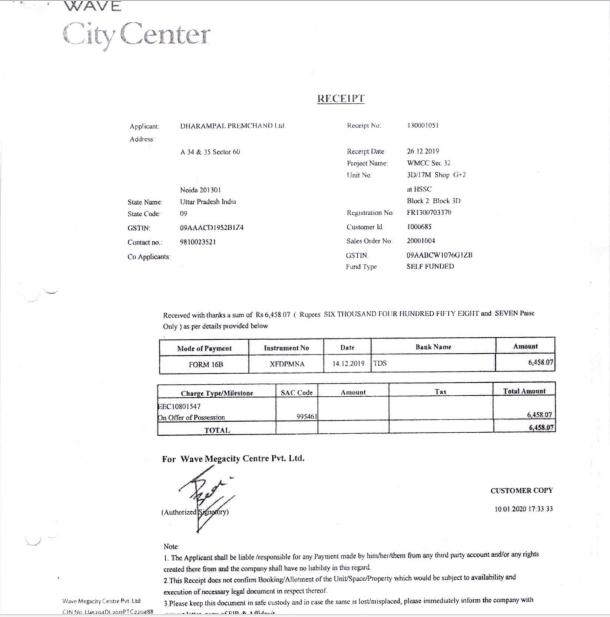 WAVE
City Center
RECEIPT
Applicant: DHARAMPAL PREMCHAND Ltd Receipt No: 130001051
Address:
A 34 & 35 Sector 60 Receipt Date 26.12.2019
Project Name: WMCC Sec 32
Unit No: 3D/17M Shop G+2
Noida 201301 at HSSC
State Name: Uttar Pradesh India Block 2 Block 3D
State Code: 09 Registration No: FR1300703370
GSTIN: 09AAACD1952B1Z4 Customer Id 1000685
Contact no.: 9810023521 Sales Order No: 20001004
Co Applicants: GSTIN 09AABCW1076G1ZB
Fund Type SELF FUNDED
Received with thanks a sum of Rs 6,458.07 ( Rupees SIX THOUSAND FOUR HUNDRED FIFTY EIGHT and SEVEN Paise
Only ) as per details provided below
Mode of Payment Instrument No Date Bank Name Amount
FORM 16B XFDPMNA 14.12.2019 TDS 6,458.07
Charge Type/Milestone SAC Code Amount Tax Total Amount
EEC10801547
On Offer of Possession 995461 6,458.07
TOTAL 6,458.07
For Wave Megacity Centre Pvt. Ltd.
(Authorized Signatory)
CUSTOMER COPY
10.01.2020 17:33:33
Note:
1. The Applicant shall be liable /responsible for any Payment made by him/her/them from any third party account and/or any rights
created there from and the company shall have no liability in this regard.
2.This Receipt does not confirm Booking/Allotment of the Unit/Space/Property which would be subject to availability and
execution of necessary legal document in respect thereof.
3.Please keep this document in safe custody and in case the same is lost/misplaced, please immediately inform the company with
Wave Megacity Centre Pvt. Ltd
CIN No.